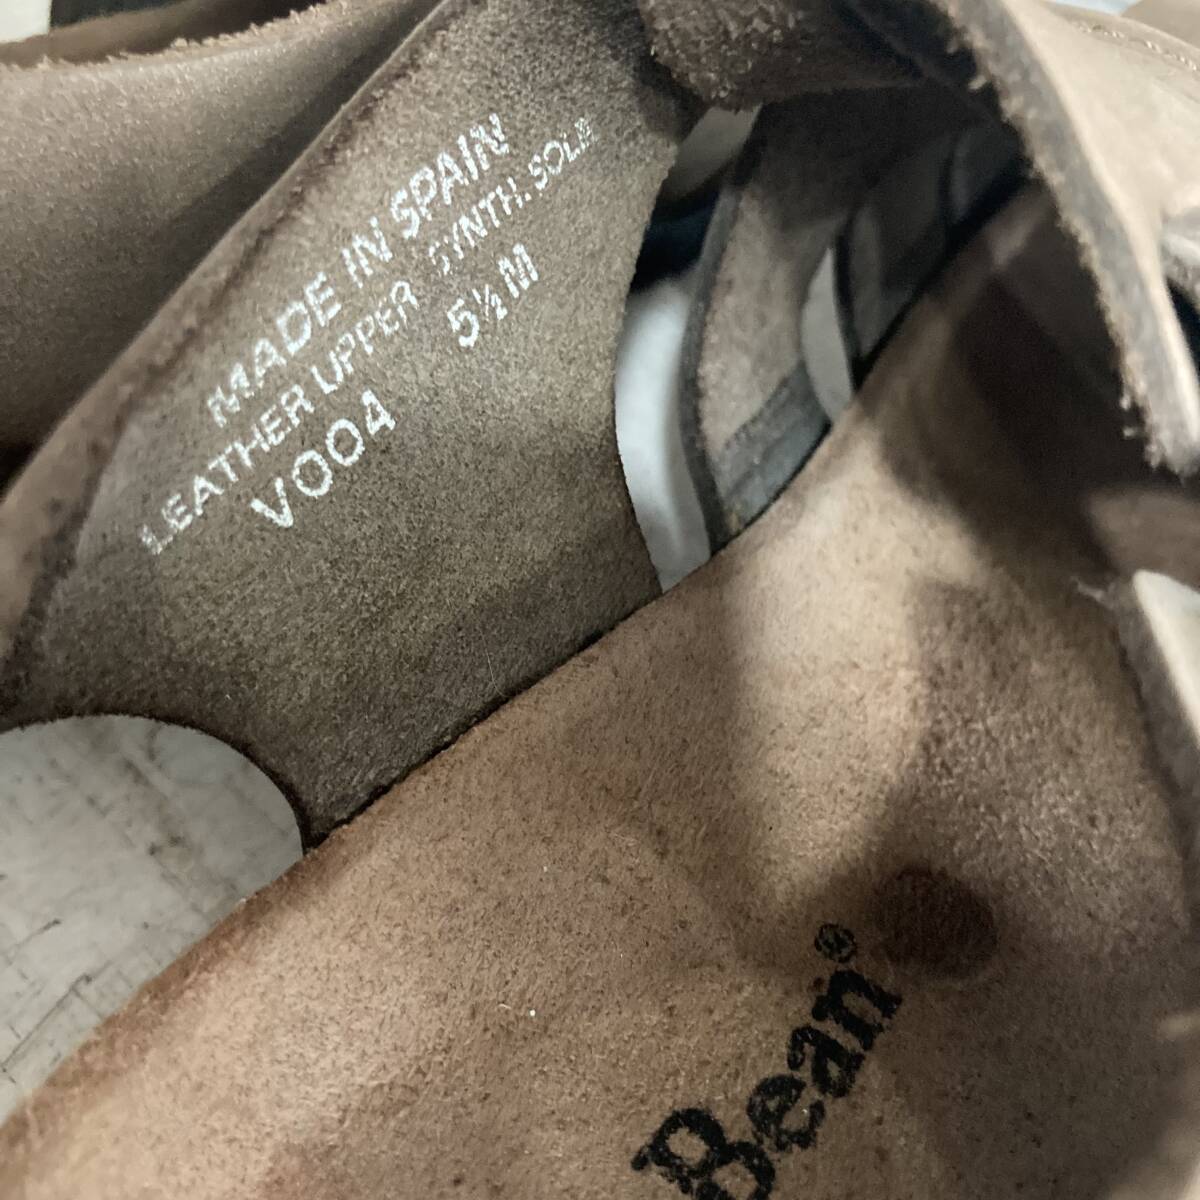 MADE IN SPAIN
LEATHER UPPER SYNTH. SOLE
V004 5½ M
Bean®